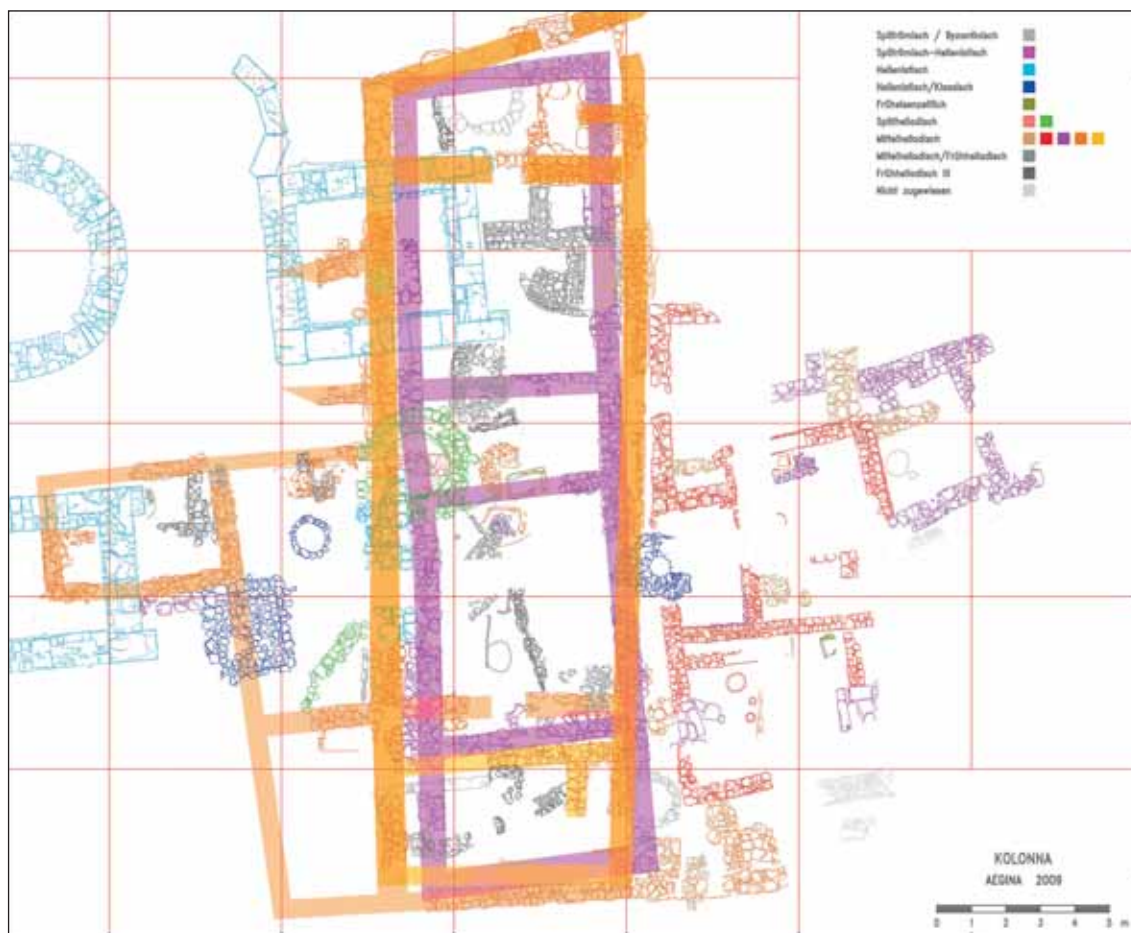 Spätrömisch / Byzantinisch
Spätrömisch-Hellenistisch
Hellenistisch
Hellenistisch/Klassisch
Früheisenzeitlich
Späthelladisch
Mittelhelladisch
Mittelhelladisch/Frühhelladisch
Frühhelladisch III
Nicht zugewiesen
KOLONNA
AEGINA 2009
0 1 2 3 4 5 m